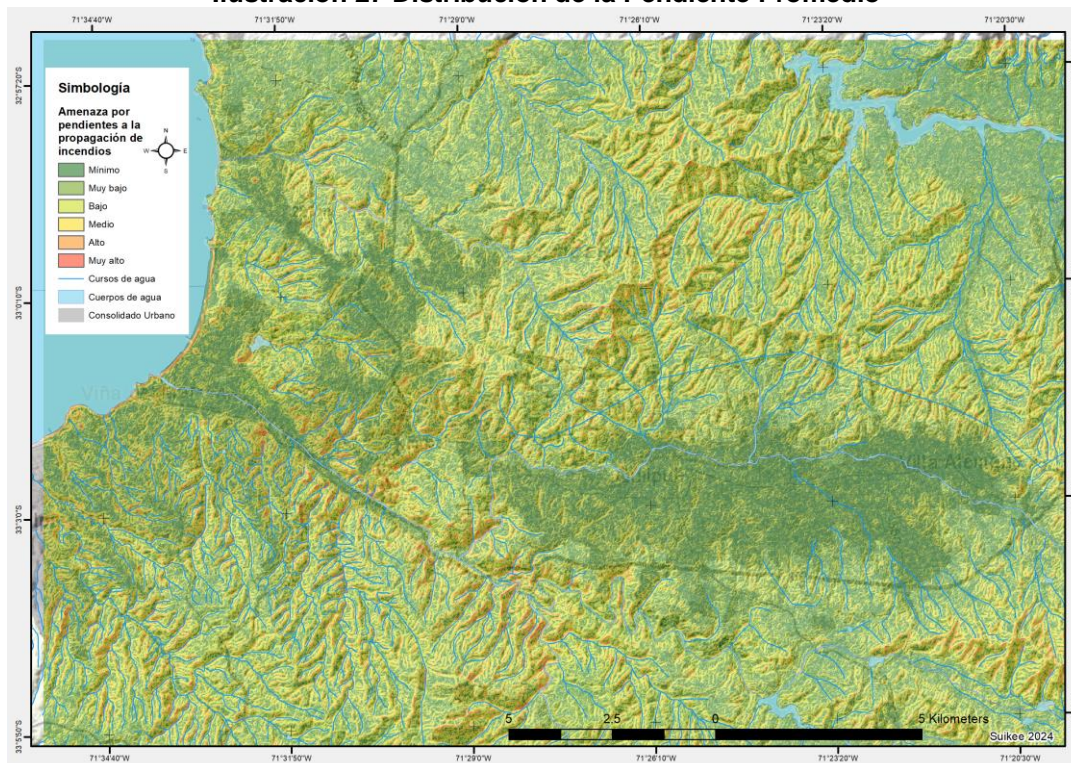 Ilustración 27 Distribución de la Pendiente Promedio
71°34'40"W 71°31'50"W 71°29'0"W 71°26'10"W 71°23'20"W 71°20'30"W
32°57'20"S
33°0'10"S
33°3'0"S
33°5'50"S
Simbología
Amenaza por
pendientes a la
propagación de
incendios
N
W E
S
Mínimo
Muy bajo
Bajo
Medio
Alto
Muy alto
Cursos de agua
Cuerpos de agua
Consolidado Urbano
Viña
Villa Alemana
5 2.5 0 5 Kilometers
Suikee 2024
71°34'40"W 71°31'50"W 71°29'0"W 71°26'10"W 71°23'20"W 71°20'30"W